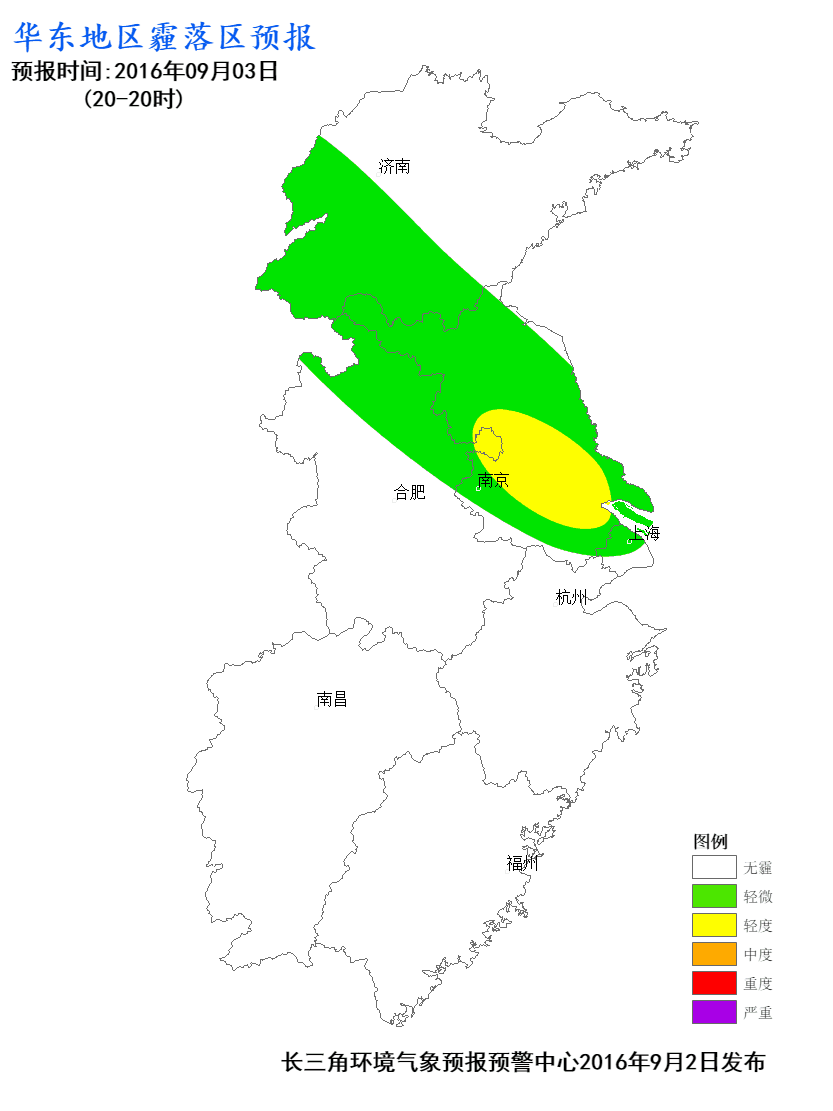 华东地区霾落区预报
预报时间:2016年09月03日
(20-20时)
济南
南京
合肥
上海
杭州
南昌
福州
图例
无霾
轻微
轻度
中度
重度
严重
长三角环境气象预报预警中心2016年9月2日发布